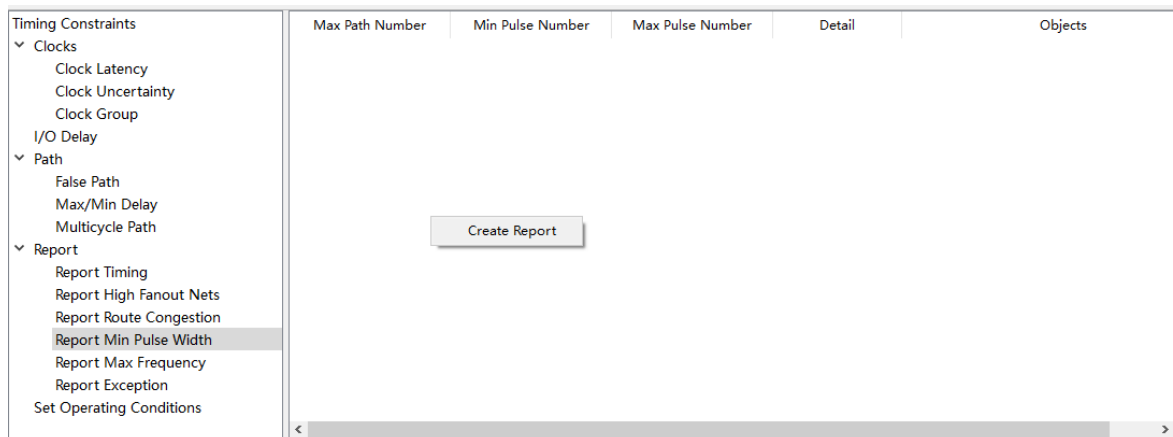 Timing Constraints
Clocks
Clock Latency
Clock Uncertainty
Clock Group
I/O Delay
Path
False Path
Max/Min Delay
Multicycle Path
Report
Report Timing
Report High Fanout Nets
Report Route Congestion
Report Min Pulse Width
Report Max Frequency
Report Exception
Set Operating Conditions
Max Path Number Min Pulse Number Max Pulse Number Detail Objects
Create Report